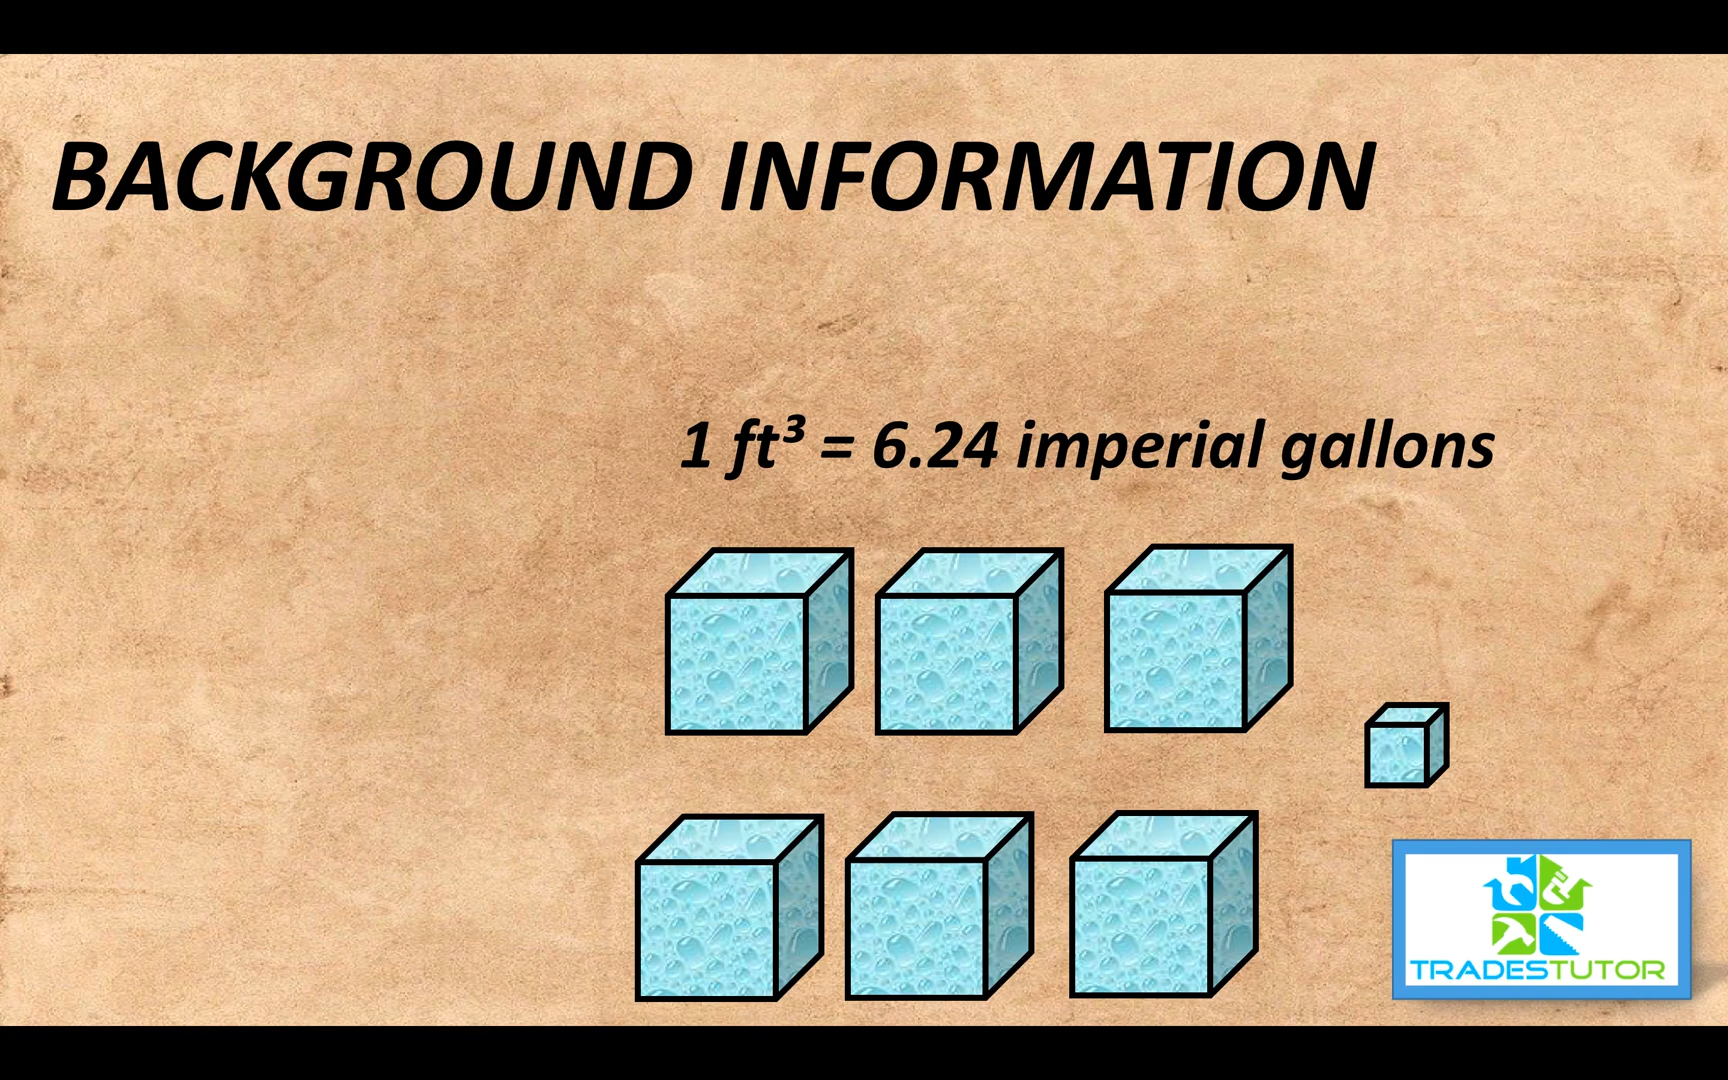 BACKGROUND INFORMATION
1 ft³ = 6.24 imperial gallons
TRADESTUTOR